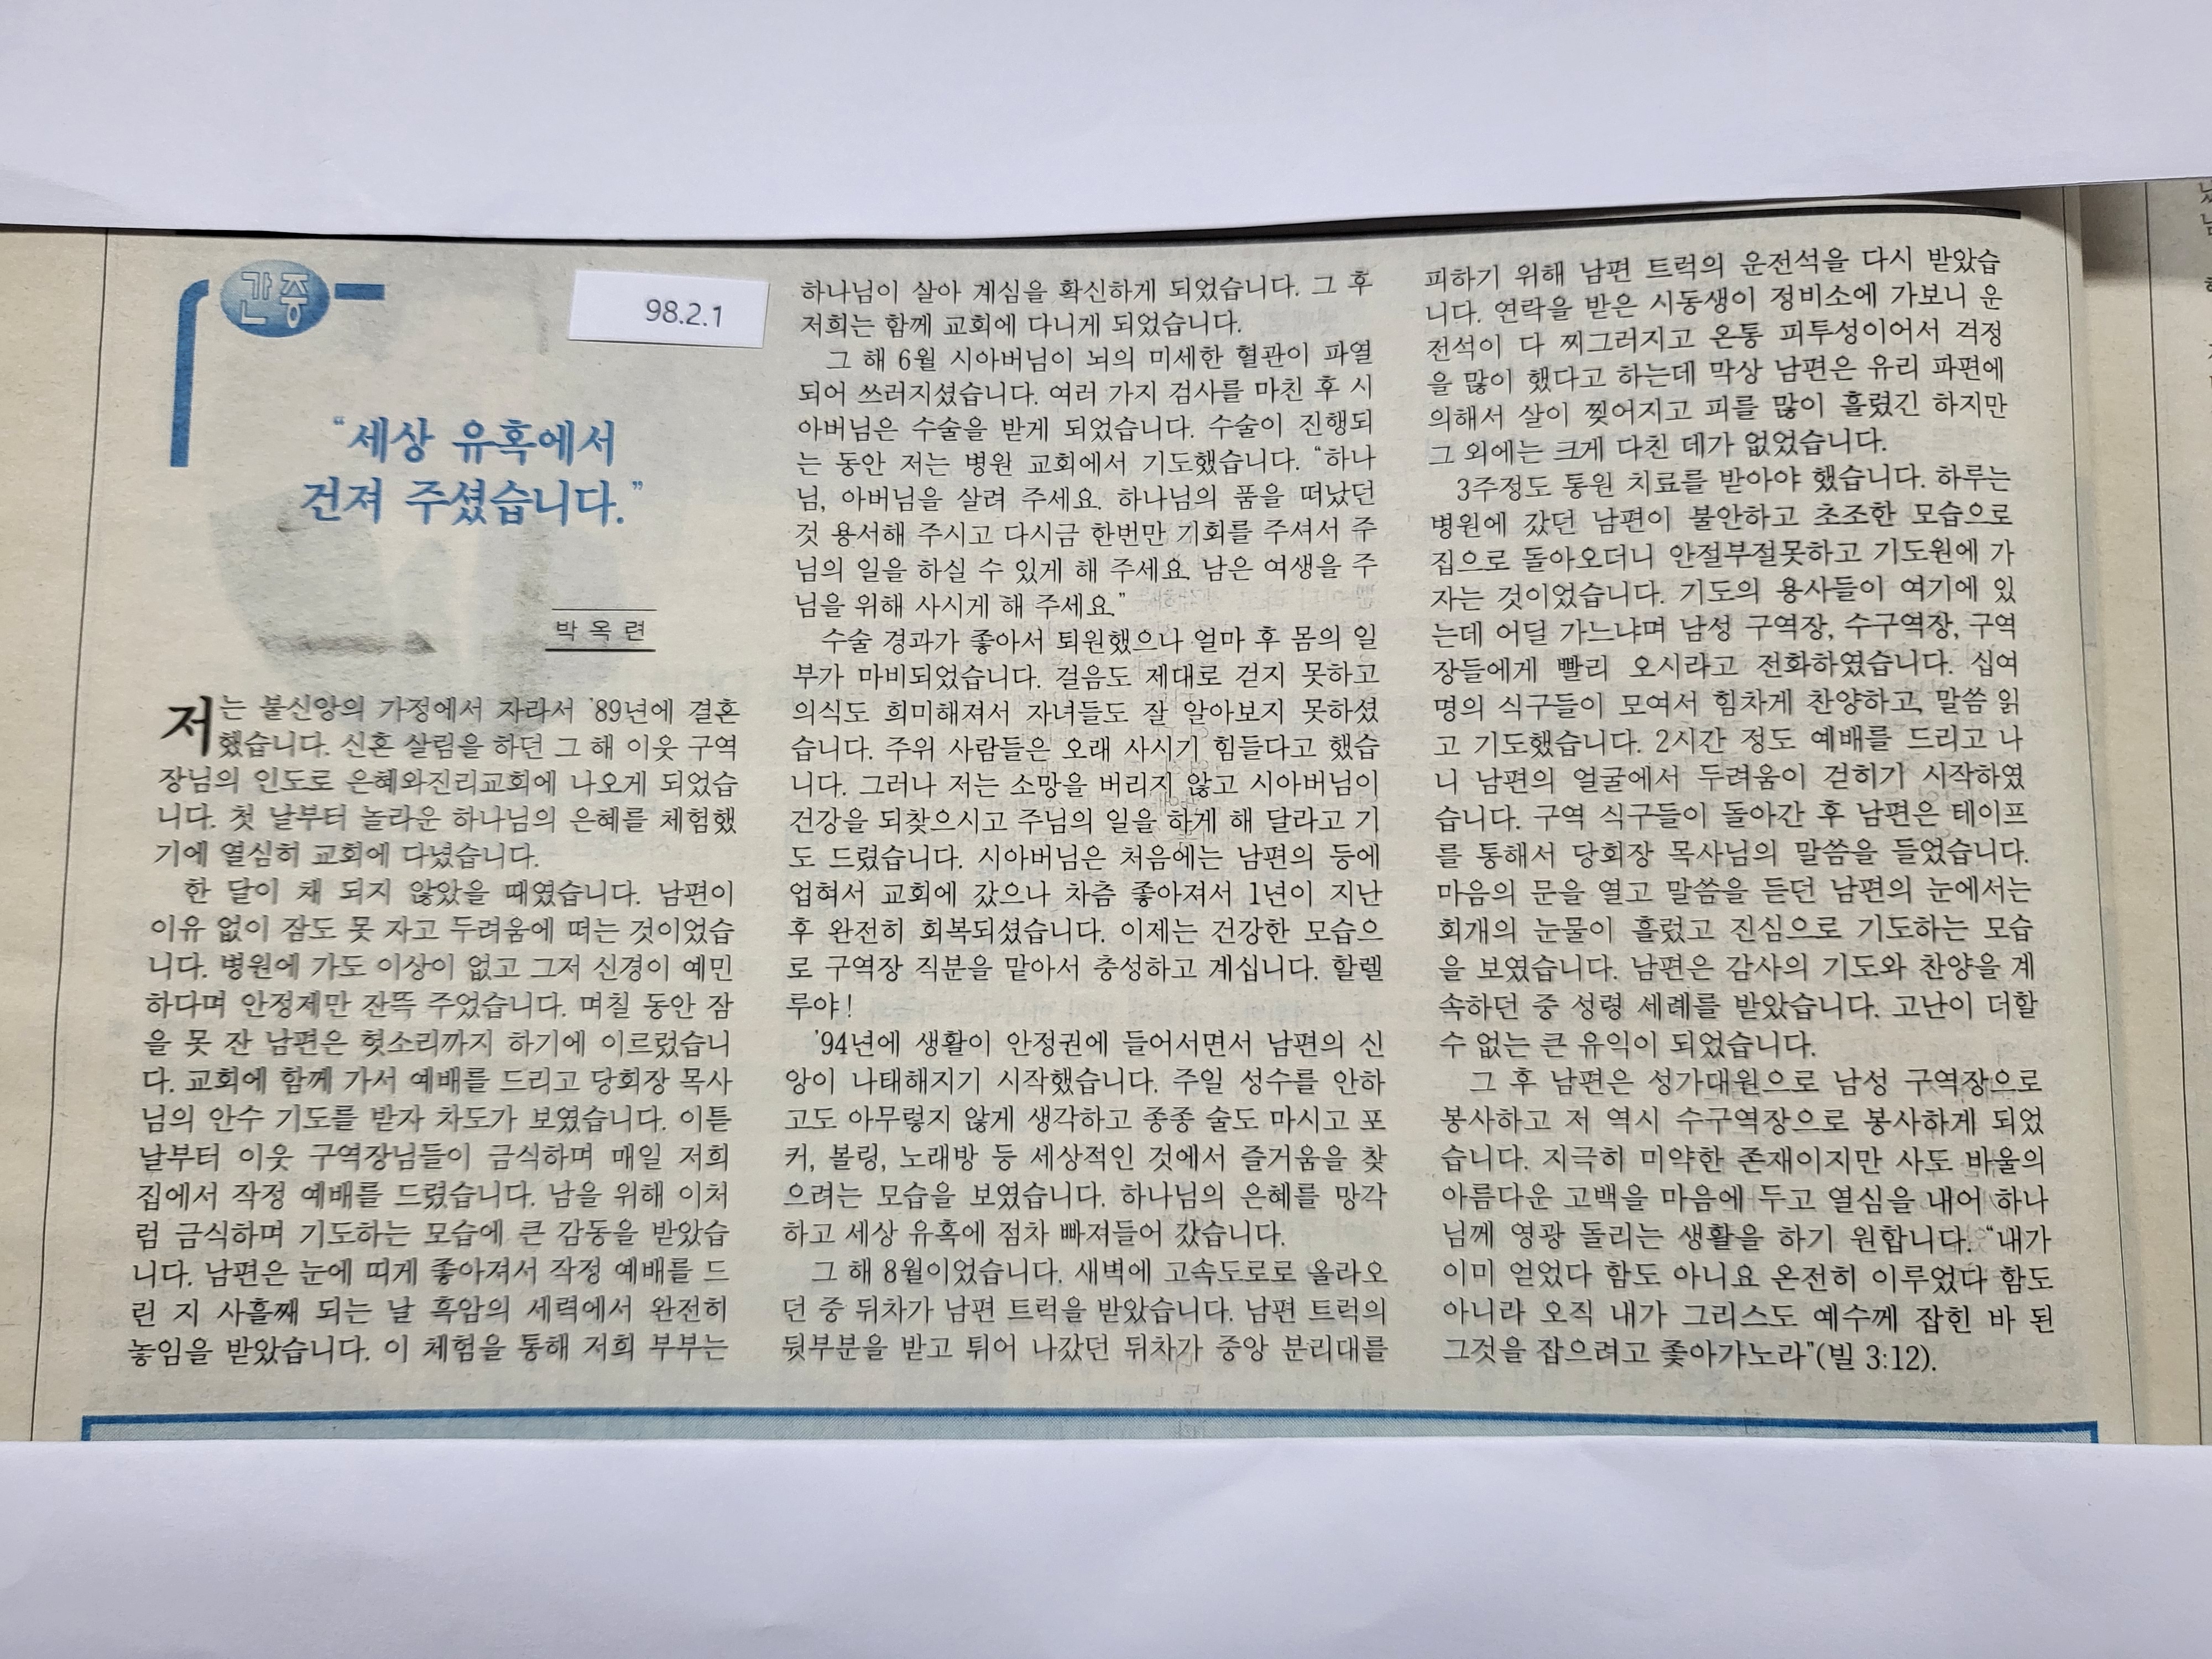 간증
98.2.1
“세상 유혹에서
건져 주셨습니다.”
박 옥 련
저는 불신앙의 가정에서 자라서 '89년에 결혼
했습니다. 신혼 살림을 하던 그 해 이웃 구역
장님의 인도로 은혜와진리교회에 나오게 되었습
니다. 첫 날부터 놀라운 하나님의 은혜를 체험했
기에 열심히 교회에 다녔습니다.
한 달이 채 되지 않았을 때였습니다. 남편이
이유 없이 잠도 못 자고 두려움에 떠는 것이었습
니다. 병원에 가도 이상이 없고 그저 신경이 예민
하다며 안정제만 잔뜩 주었습니다. 며칠 동안 잠
을 못 잔 남편은 헛소리까지 하기에 이르렀습니
다. 교회에 함께 가서 예배를 드리고 당회장 목사
님의 안수 기도를 받자 차도가 보였습니다. 이튿
날부터 이웃 구역장님들이 금식하며 매일 저희
집에서 작정 예배를 드렸습니다. 남을 위해 이처
럼 금식하며 기도하는 모습에 큰 감동을 받았습
니다. 남편은 눈에 띠게 좋아져서 작정 예배를 드
린 지 사흘째 되는 날 흑암의 세력에서 완전히
놓임을 받았습니다. 이 체험을 통해 저희 부부는
하나님이 살아 계심을 확신하게 되었습니다. 그 후
저희는 함께 교회에 다니게 되었습니다.
그 해 6월 시아버님이 뇌의 미세한 혈관이 파열
되어 쓰러지셨습니다. 여러 가지 검사를 마친 후 시
아버님은 수술을 받게 되었습니다. 수술이 진행되
는 동안 저는 병원 교회에서 기도했습니다. “하나
님, 아버님을 살려 주세요. 하나님의 품을 떠났던
것 용서해 주시고 다시금 한번만 기회를 주셔서 주
님의 일을 하실 수 있게 해 주세요. 남은 여생을 주
님을 위해 사시게 해 주세요.”
수술 경과가 좋아서 퇴원했으나 얼마 후 몸의 일
부가 마비되었습니다. 걸음도 제대로 걷지 못하고
의식도 희미해져서 자녀들도 잘 알아보지 못하셨
습니다. 주위 사람들은 오래 사시기 힘들다고 했습
니다. 그러나 저는 소망을 버리지 않고 시아버님이
건강을 되찾으시고 주님의 일을 하게 해 달라고 기
도 드렸습니다. 시아버님은 처음에는 남편의 등에
업혀서 교회에 갔으나 차츰 좋아져서 1년이 지난
후 완전히 회복되셨습니다. 이제는 건강한 모습으
로 구역장 직분을 맡아서 충성하고 계십니다. 할렐
루야!
'94년에 생활이 안정권에 들어서면서 남편의 신
앙이 나태해지기 시작했습니다. 주일 성수를 안하
고도 아무렇지 않게 생각하고 종종 술도 마시고 포
커, 볼링, 노래방 등 세상적인 것에서 즐거움을 찾
으려는 모습을 보였습니다. 하나님의 은혜를 망각
하고 세상 유혹에 점차 빠져들어 갔습니다.
그 해 8월이었습니다. 새벽에 고속도로로 올라오
던 중 뒤차가 남편 트럭을 받았습니다. 남편 트럭의
뒷부분을 받고 튀어 나갔던 뒤차가 중앙 분리대를
피하기 위해 남편 트럭의 운전석을 다시 받았습
니다. 연락을 받은 시동생이 정비소에 가보니 운
전석이 다 찌그러지고 온통 피투성이어서 걱정
을 많이 했다고 하는데 막상 남편은 유리 파편에
의해서 살이 찢어지고 피를 많이 흘렸긴 하지만
그 외에는 크게 다친 데가 없었습니다.
3주정도 통원 치료를 받아야 했습니다. 하루는
병원에 갔던 남편이 불안하고 초조한 모습으로
집으로 돌아오더니 안절부절못하고 기도원에 가
자는 것이었습니다. 기도의 용사들이 여기에 있
는데 어딜 가느냐며 남성 구역장, 수구역장, 구역
장들에게 빨리 오시라고 전화하였습니다. 십여
명의 식구들이 모여서 힘차게 찬양하고, 말씀 읽
고 기도했습니다. 2시간 정도 예배를 드리고 나
니 남편의 얼굴에서 두려움이 걷히기 시작하였
습니다. 구역 식구들이 돌아간 후 남편은 테이프
를 통해서 당회장 목사님의 말씀을 들었습니다.
마음의 문을 열고 말씀을 듣던 남편의 눈에서는
회개의 눈물이 흘렀고 진심으로 기도하는 모습
을 보였습니다. 남편은 감사의 기도와 찬양을 계
속하던 중 성령 세례를 받았습니다. 고난이 더할
수 없는 큰 유익이 되었습니다.
그 후 남편은 성가대원으로 남성 구역장으로
봉사하고 저 역시 수구역장으로 봉사하게 되었
습니다. 지극히 미약한 존재이지만 사도 바울의
아름다운 고백을 마음에 두고 열심을 내어 하나
님께 영광 돌리는 생활을 하기 원합니다. “내가
이미 얻었다 함도 아니요 온전히 이루었다 함도
아니라 오직 내가 그리스도 예수께 잡힌 바 된
그것을 잡으려고 좇아가노라”(빌 3:12).